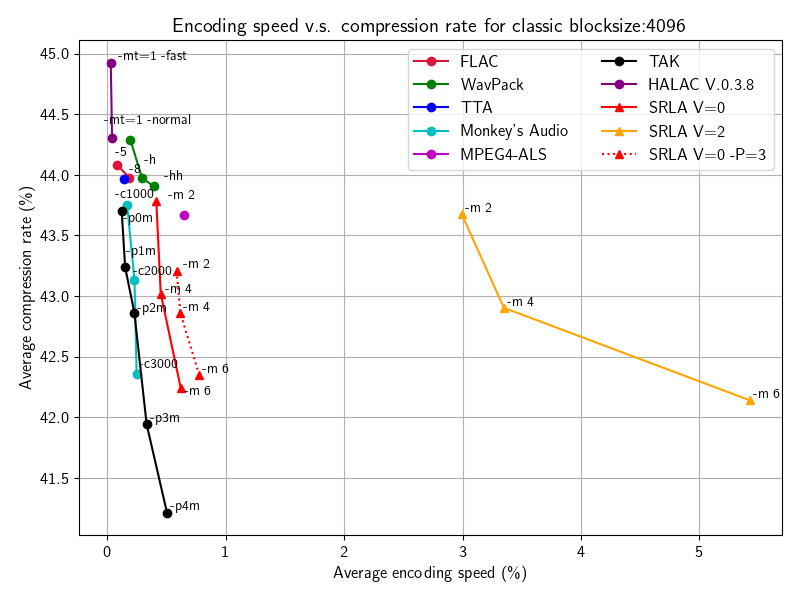 Encoding speed v.s. compression rate for classic blocksize:4096
Average compression rate (%)
45.0
44.5
44.0
43.5
43.0
42.5
42.0
41.5
0
1
2
3
4
5
Average encoding speed (%)
FLAC
WavPack
TTA
Monkey's Audio
MPEG4-ALS
TAK
HALAC V.0.3.8
SRLA V=0
SRLA V=2
SRLA V=0 -P=3
-mt=1 -fast
-mt=1 -normal
-5
-h
-8
-hh
-c1000
-m 2
-p0m
-m 2
-p1m
-m 2
-c2000
-m 4
-m 4
-p2m
-m 4
-c3000
-m 6
-m 6
-m 6
-p3m
-p4m